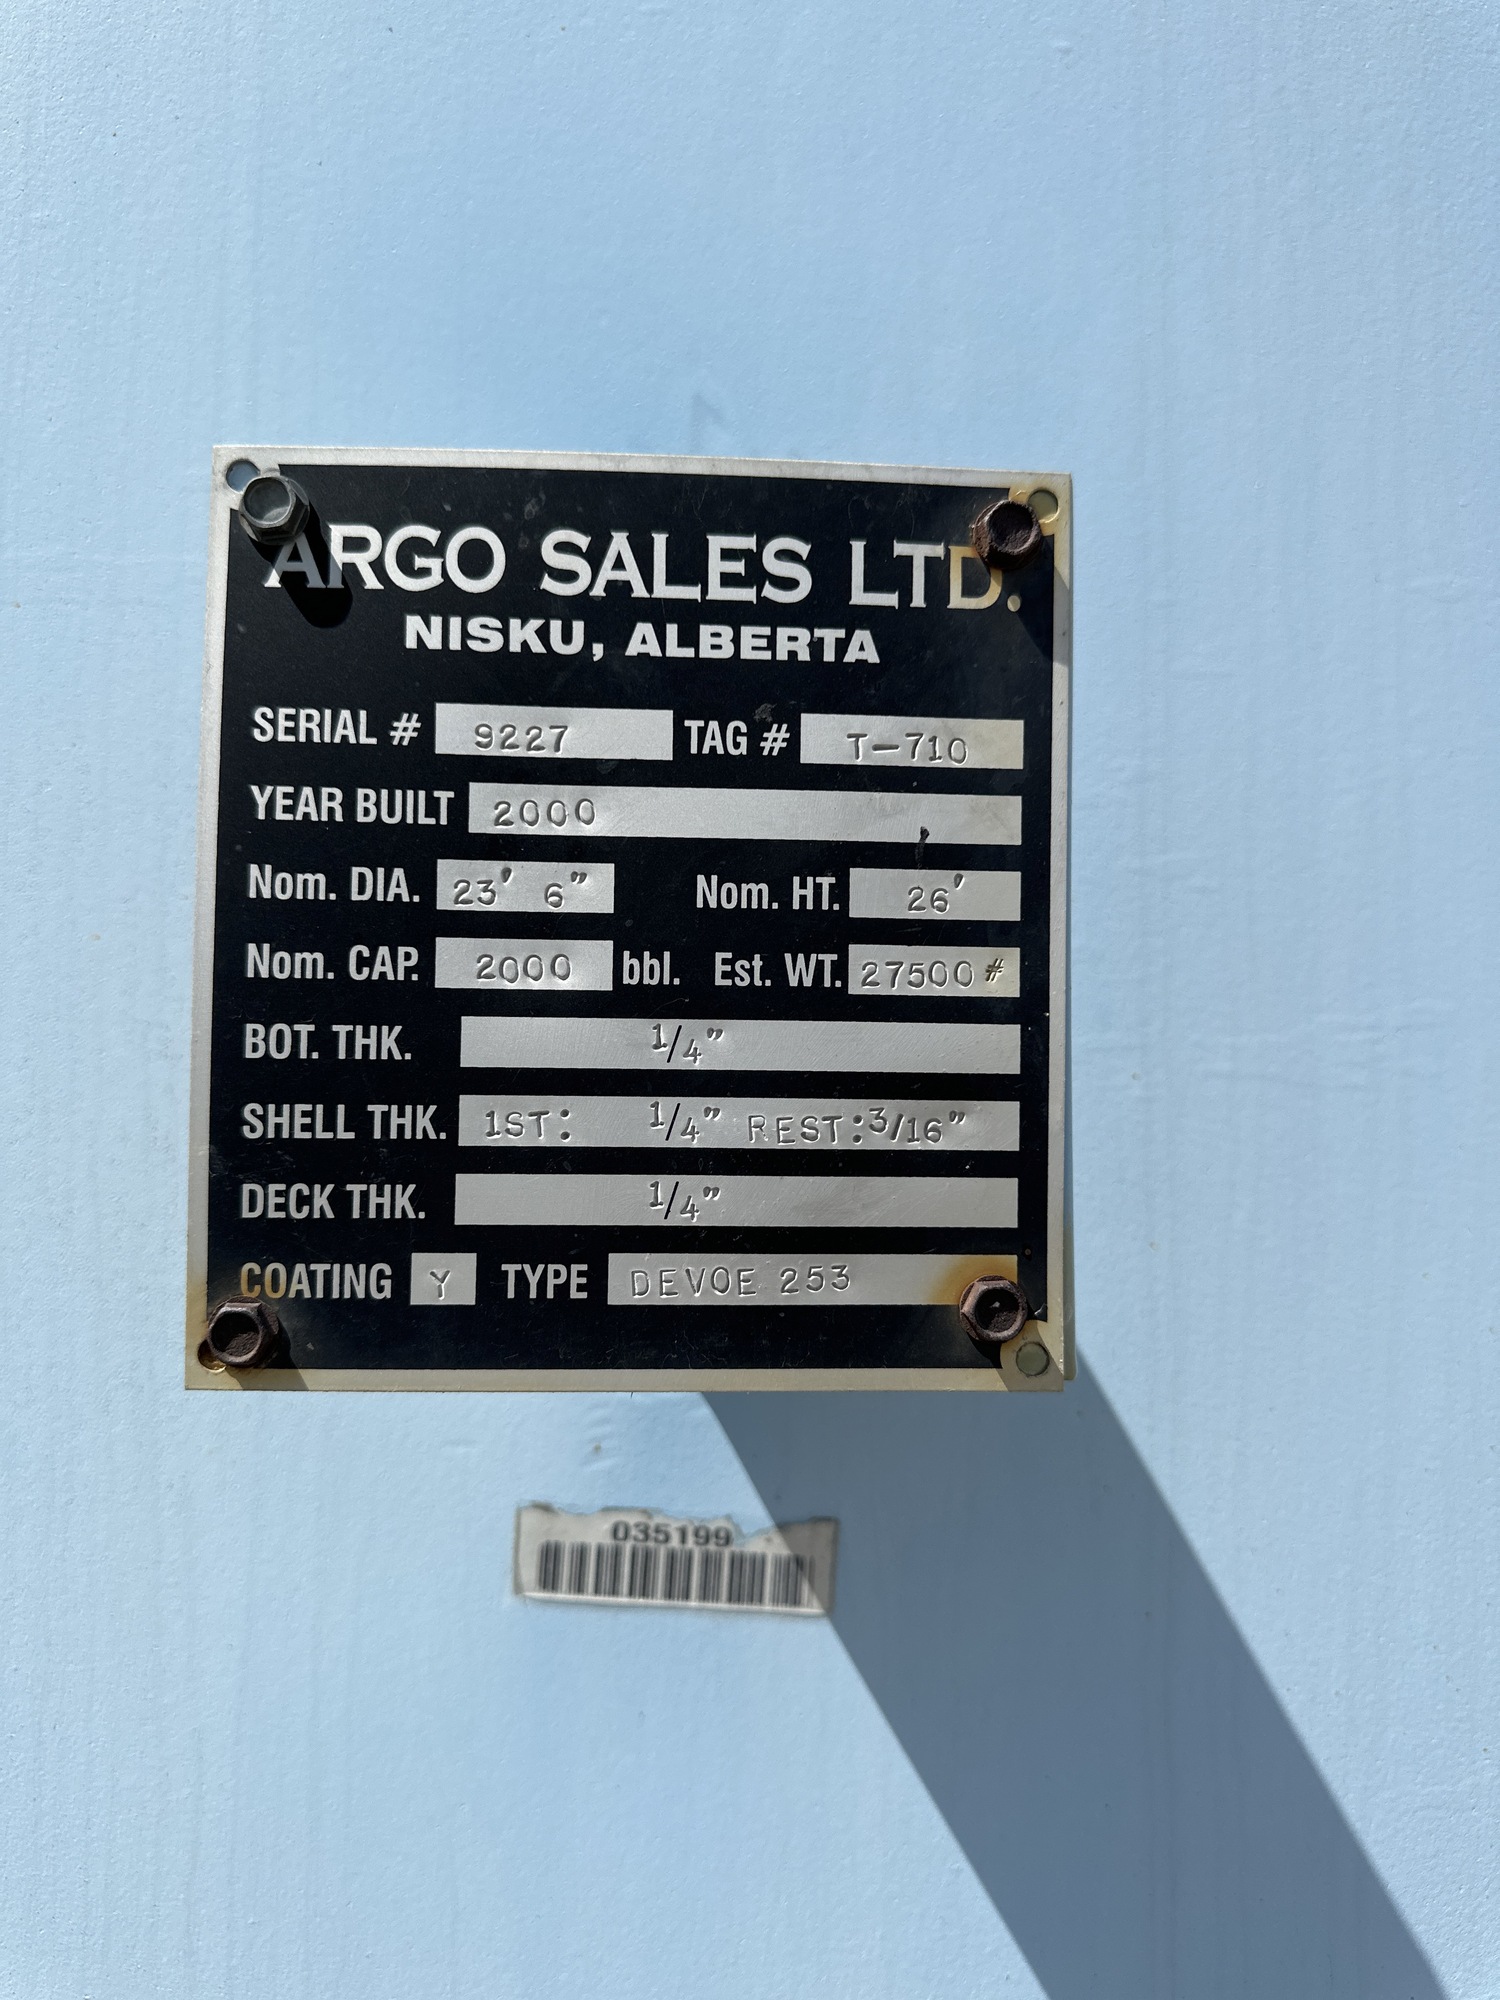 ARGO SALES LTD.
NISKU, ALBERTA
SERIAL # 9227 TAG # T-710
YEAR BUILT 2000
Nom. DIA. 23' 6" Nom. HT. 26'
Nom. CAP. 2000 bbl. Est. WT. 27500#
BOT. THK. 1/4"
SHELL THK. 1ST: 1/4" REST:3/16"
DECK THK. 1/4"
COATING Y TYPE DEVOE 253
035199